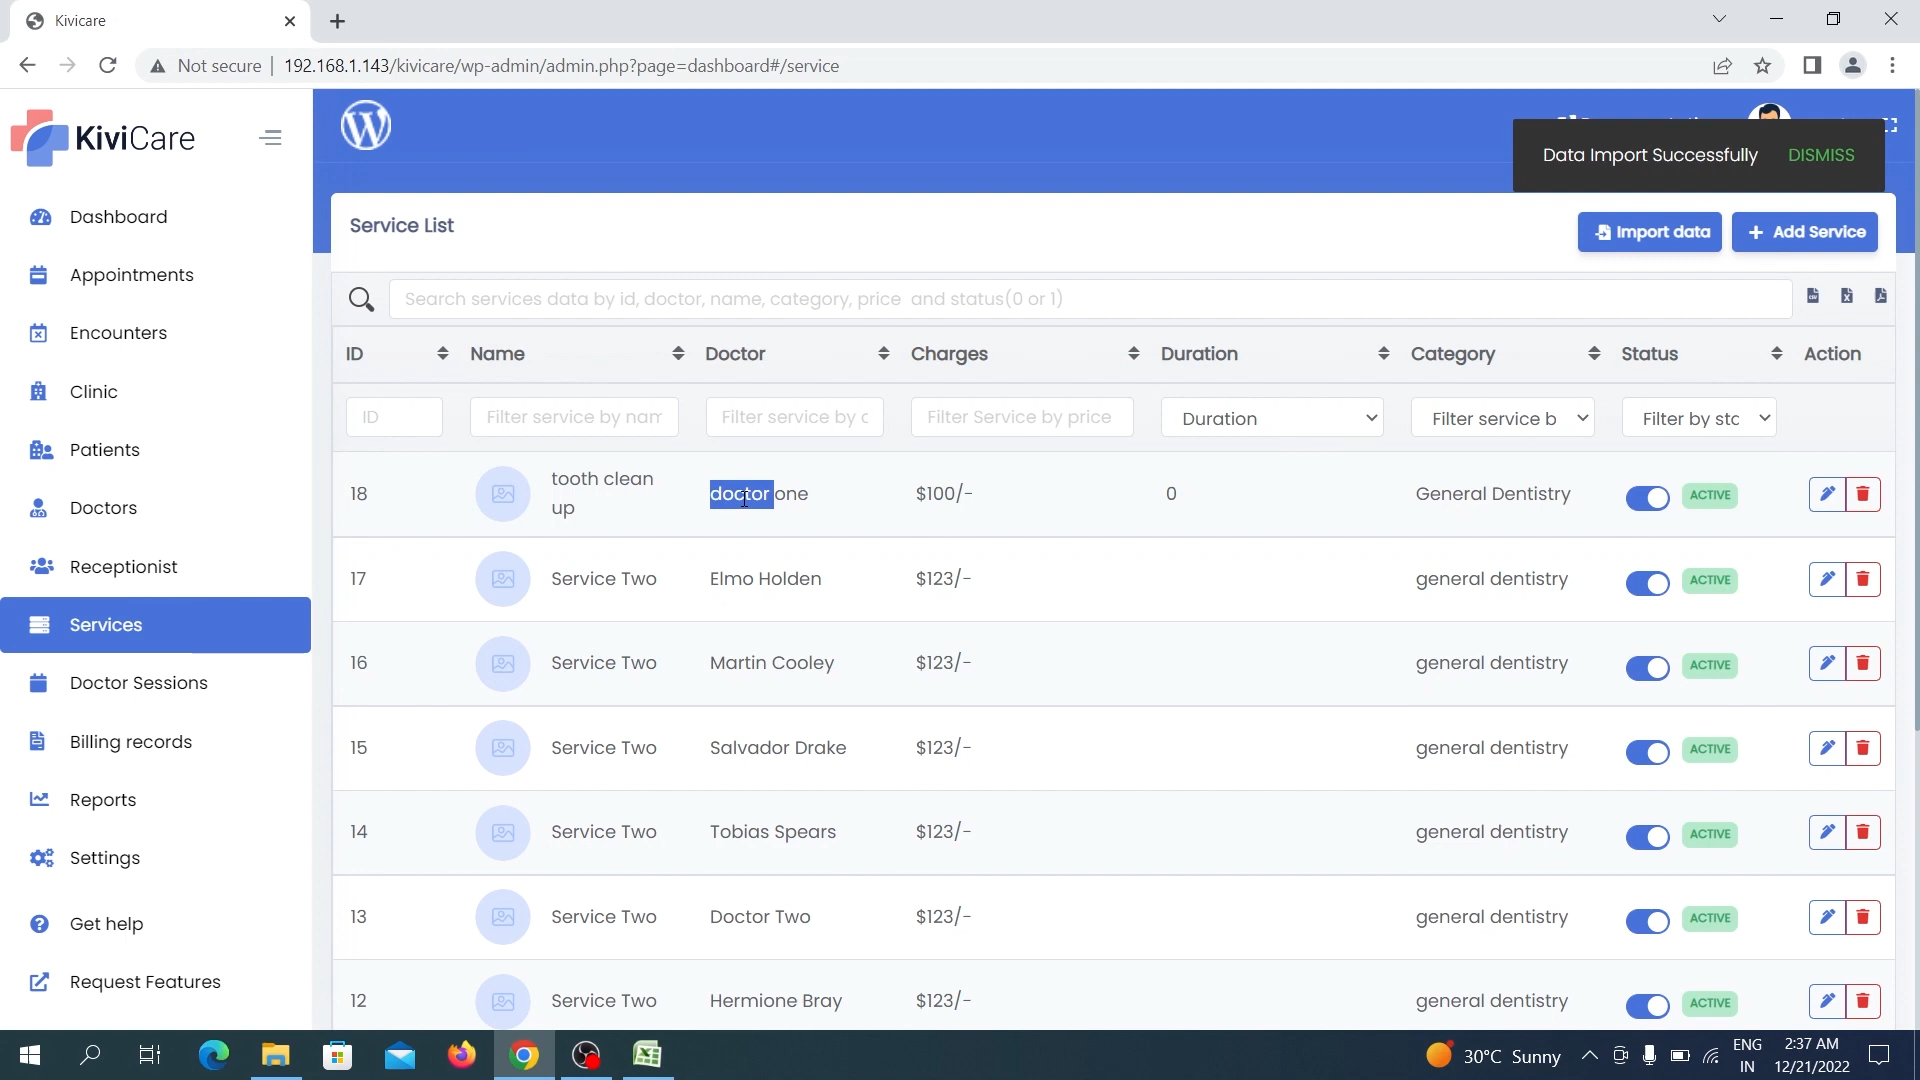 Kivicare
Not secure | 192.168.1.143/kivicare/wp-admin/admin.php?page=dashboard#/service
KiviCare
Data Import Successfully DISMISS
Dashboard
Appointments
Encounters
Clinic
Patients
Doctors
Receptionist
Services
Doctor Sessions
Billing records
Reports
Settings
Get help
Request Features
Service List
Import data
+ Add Service
Search services data by id, doctor, name, category, price and status(0 or 1)
ID Name Doctor Charges Duration Category Status Action
ID Filter service by nam Filter service by c Filter Service by price Duration Filter service b Filter by stc
18 tooth clean up doctor one $100/- 0 General Dentistry ACTIVE
17 Service Two Elmo Holden $123/- general dentistry ACTIVE
16 Service Two Martin Cooley $123/- general dentistry ACTIVE
15 Service Two Salvador Drake $123/- general dentistry ACTIVE
14 Service Two Tobias Spears $123/- general dentistry ACTIVE
13 Service Two Doctor Two $123/- general dentistry ACTIVE
12 Service Two Hermione Bray $123/- general dentistry ACTIVE
30°C Sunny
ENG
IN
2:37 AM
12/21/2022